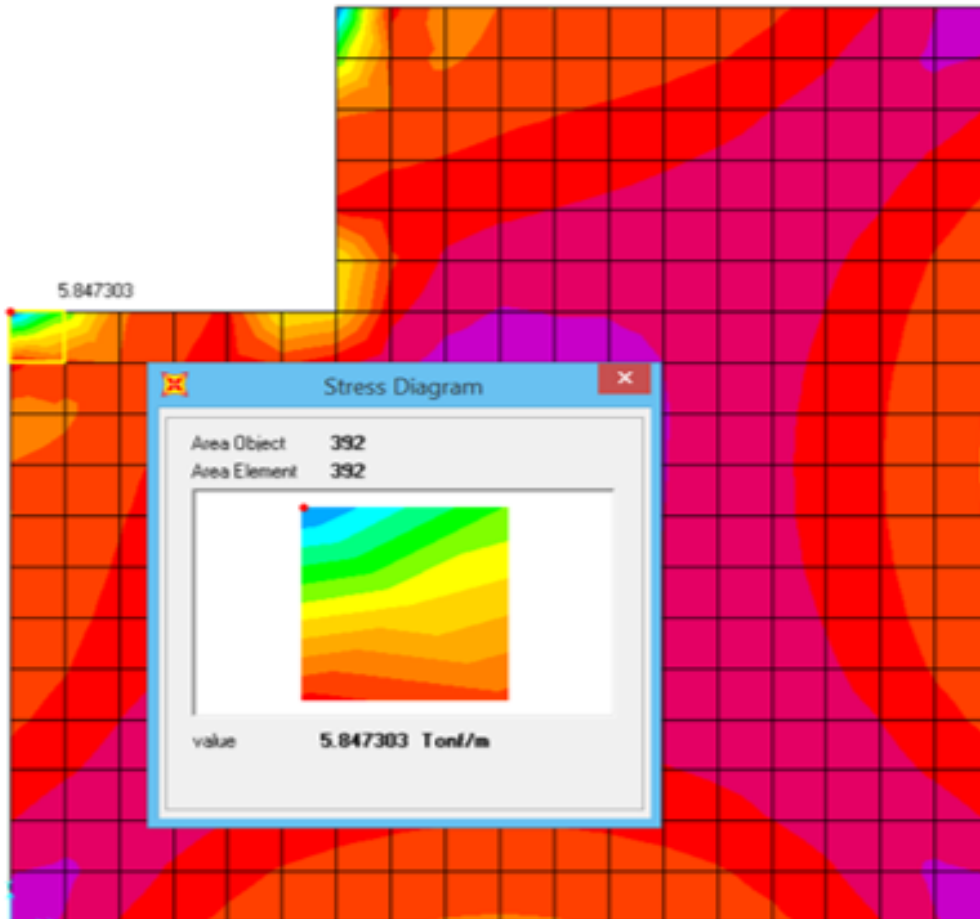 5.847303
Stress Diagram
Area Object 392
Area Element 392
value 5.847303 Tonf/m